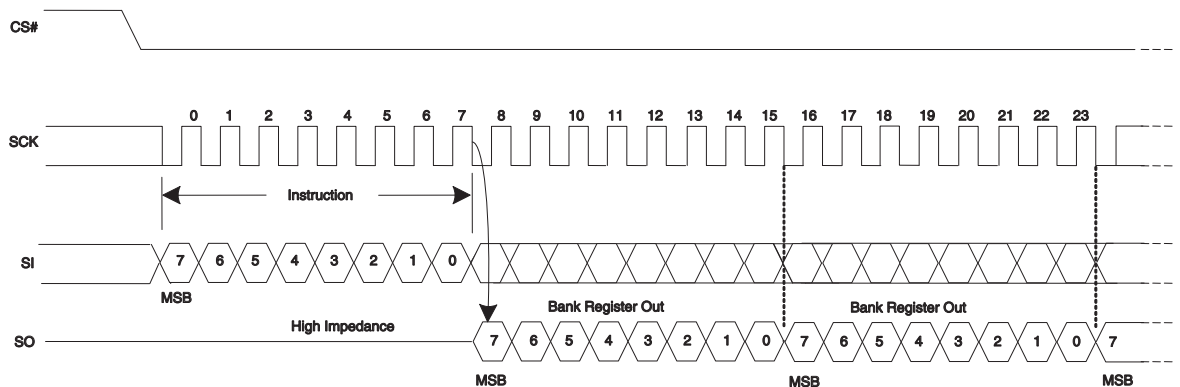 CS#
0 1 2 3 4 5 6 7 8 9 10 11 12 13 14 15 16 17 18 19 20 21 22 23
SCK
Instruction
SI 7 6 5 4 3 2 1 0
MSB
Bank Register Out Bank Register Out
High Impedance
SO 7 6 5 4 3 2 1 0 7 6 5 4 3 2 1 0 7
MSB MSB MSB